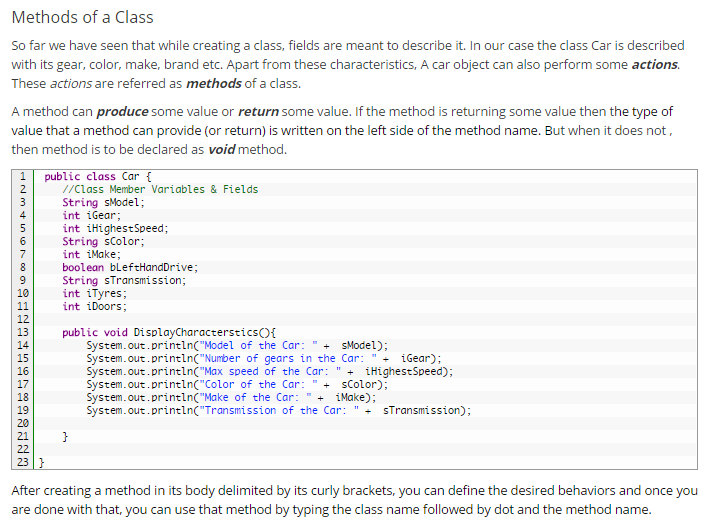 Methods of a Class
So far we have seen that while creating a class, fields are meant to describe it. In our case the class Car is described
with its gear, color, make, brand etc. Apart from these characteristics, A car object can also perform some actions.
These actions are referred as methods of a class.
A method can produce some value or return some value. If the method is returning some value then the type of
value that a method can provide (or return) is written on the left side of the method name. But when it does not ,
then method is to be declared as void method.
1 public class Car {
2 //Class Member Variables & Fields
3 String sModel;
4 int iGear;
5 int iHighestSpeed;
6 String sColor;
7 int iMake;
8 boolean bLeftHandDrive;
9 String sTransmission;
10 int iTyres;
11 int iDoors;
12
13 public void DisplayCharacterstics(){
14 System.out.println("Model of the Car: " + sModel);
15 System.out.println("Number of gears in the Car: " + iGear);
16 System.out.println("Max speed of the Car: " + iHighestSpeed);
17 System.out.println("Color of the Car: " + sColor);
18 System.out.println("Make of the Car: " + iMake);
19 System.out.println("Transmission of the Car: " + sTransmission);
20
21 }
22
23 }
After creating a method in its body delimited by its curly brackets, you can define the desired behaviors and once you
are done with that, you can use that method by typing the class name followed by dot and the method name.